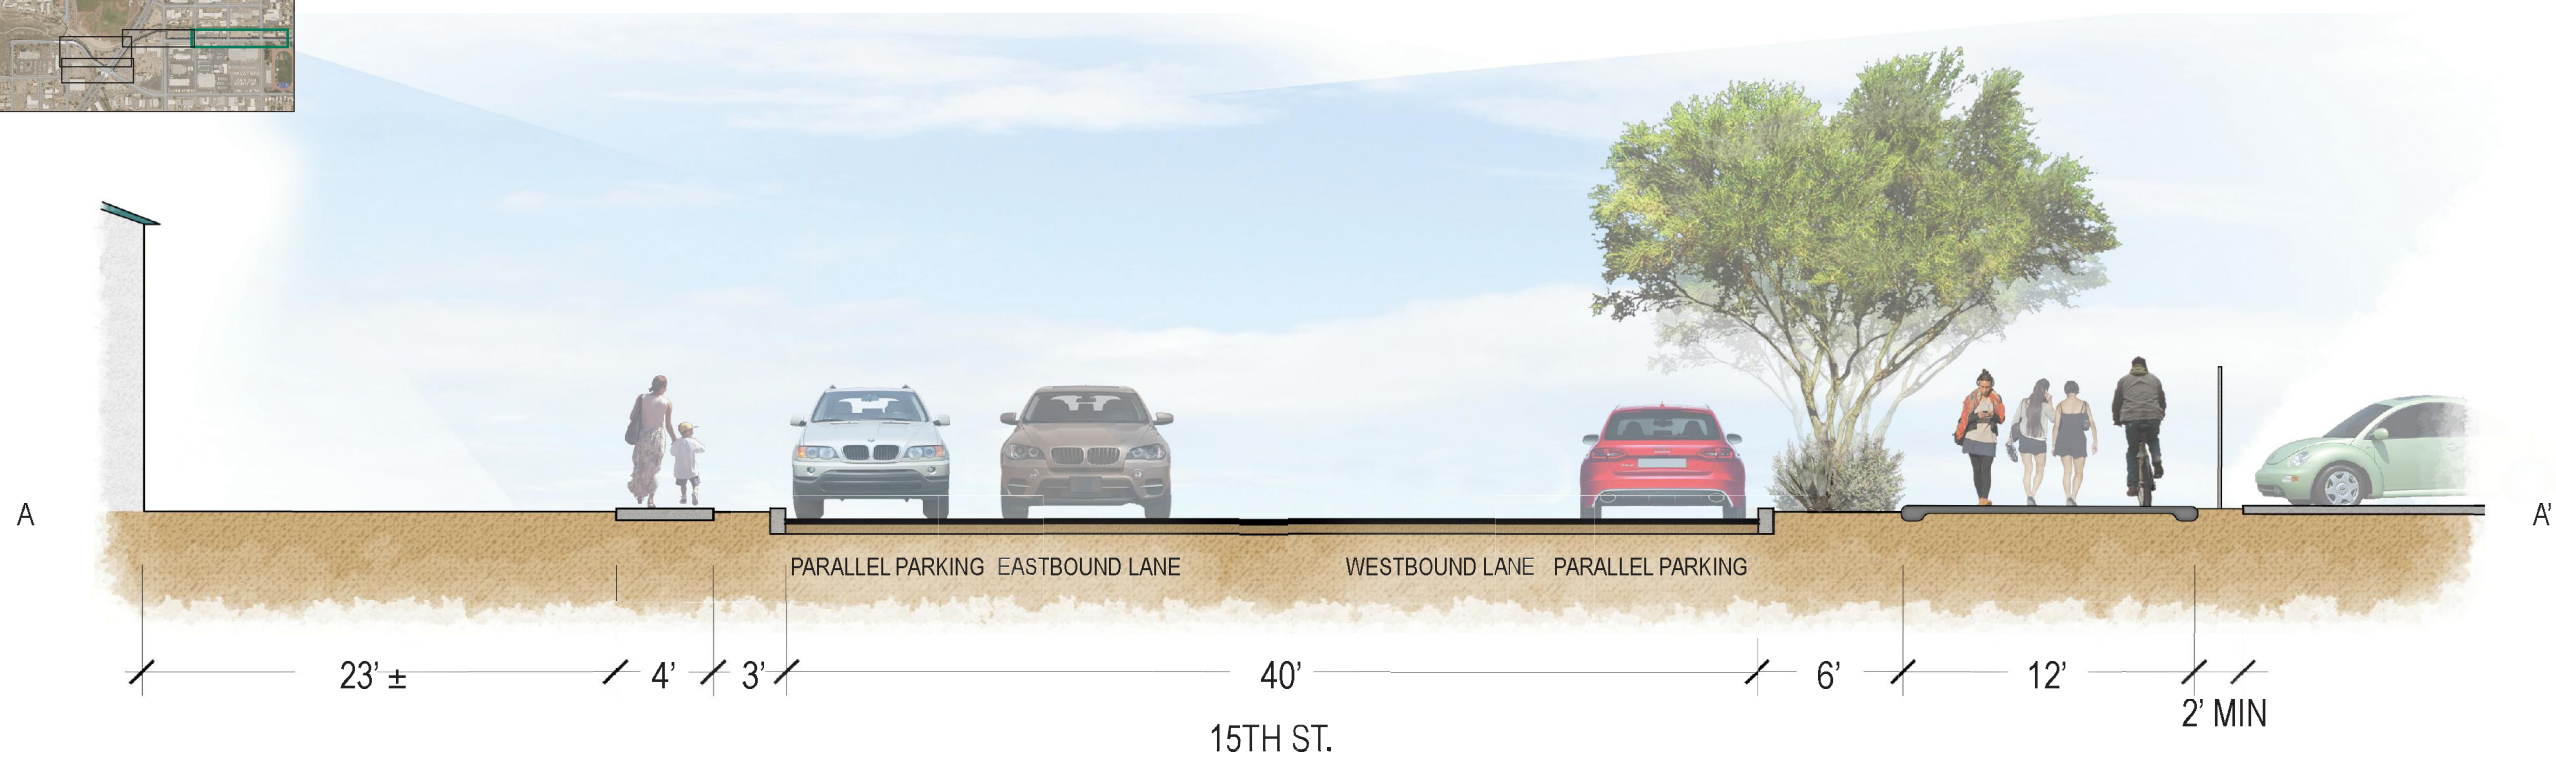 A
A'
PARALLEL PARKING EASTBOUND LANE WESTBOUND LANE PARALLEL PARKING
23' ± 4' 3' 40' 6' 12'
2' MIN
15TH ST.